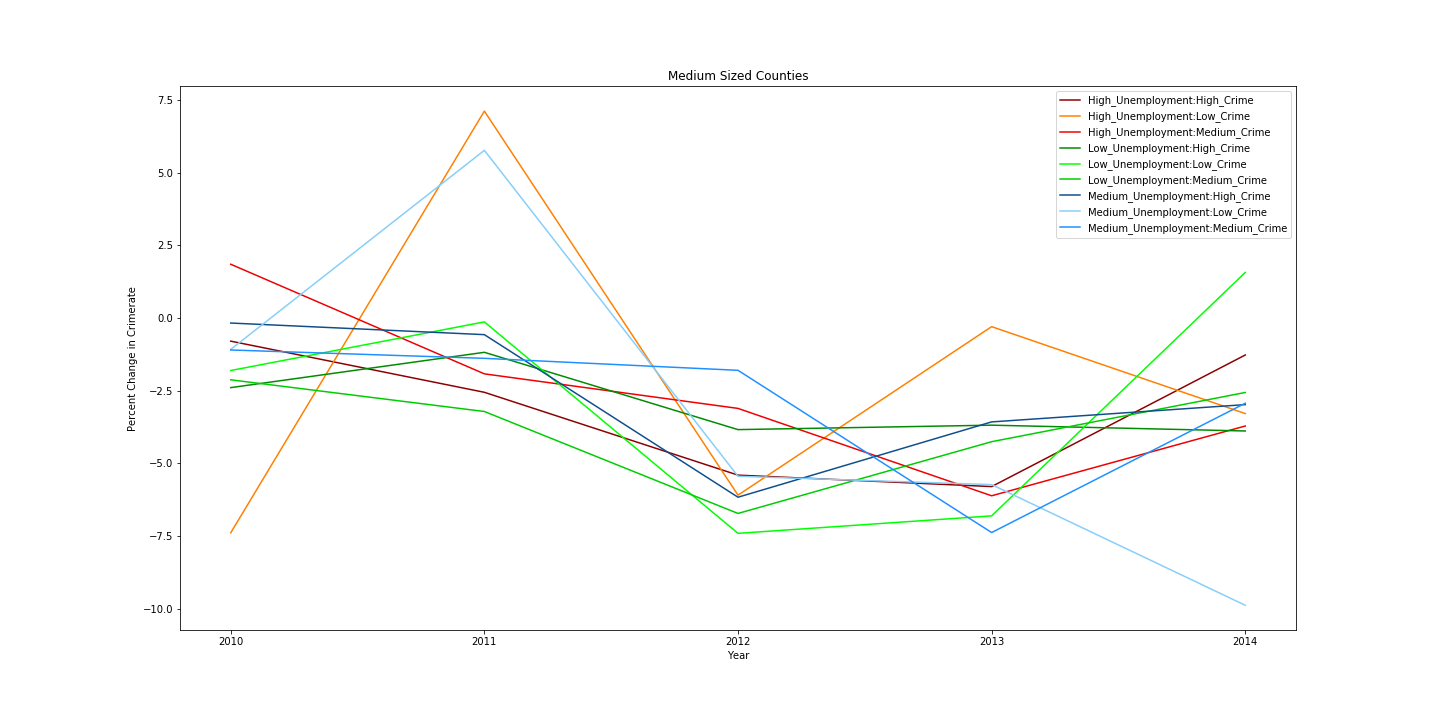 Medium Sized Counties
7.5
5.0
2.5
0.0
−2.5
−5.0
−7.5
−10.0
Percent Change in Crimerate
High_Unemployment:High_Crime
High_Unemployment:Low_Crime
High_Unemployment:Medium_Crime
Low_Unemployment:High_Crime
Low_Unemployment:Low_Crime
Low_Unemployment:Medium_Crime
Medium_Unemployment:High_Crime
Medium_Unemployment:Low_Crime
Medium_Unemployment:Medium_Crime
2010 2011 2012 2013 2014
Year